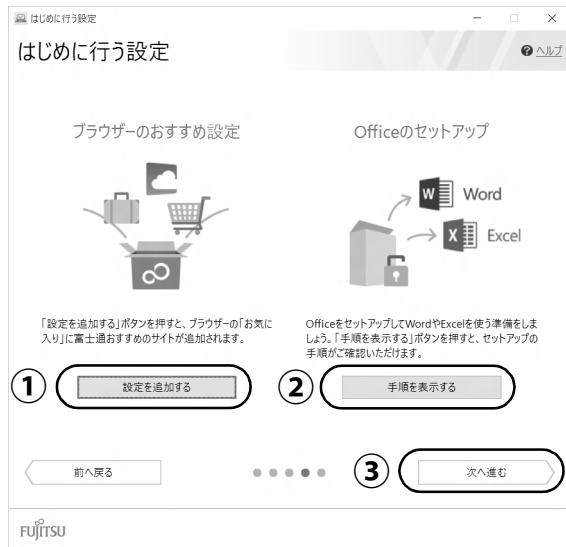 はじめに行う設定
はじめに行う設定
ヘルプ
ブラウザーのおすすめ設定
Officeのセットアップ
W Word
X Excel
「設定を追加する」ボタンを押すと、ブラウザーの「お気に
入り」に富士通おすすめのサイトが追加されます。
OfficeをセットアップしてWordやExcelを使う準備をしま
しょう。「手順を表示する」ボタンを押すと、セットアップの
手順がご確認いただけます。
① 設定を追加する
② 手順を表示する
前へ戻る
③ 次へ進む
FUJITSU